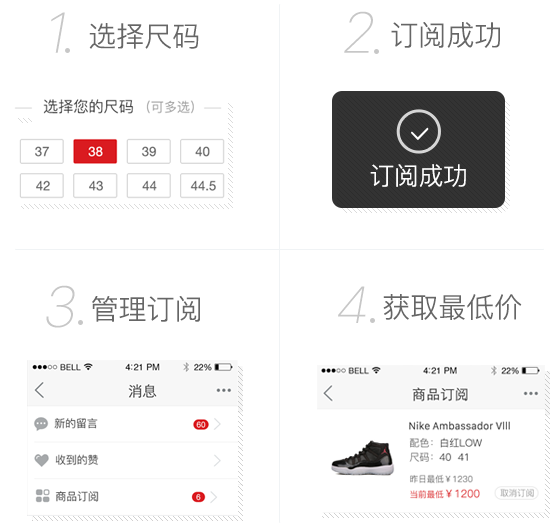 1. 选择尺码
选择您的尺码 （可多选）
37 38 39 40
42 43 44 44.5
2. 订阅成功
订阅成功
3. 管理订阅
BELL 4:21 PM 22%
消息
新的留言 60
收到的赞
商品订阅 6
4. 获取最低价
BELL 4:21 PM 22%
商品订阅
Nike Ambassador Vlll
配色：白红LOW
尺码：40 41
昨日最低￥1230
当前最低￥1200 取消订阅